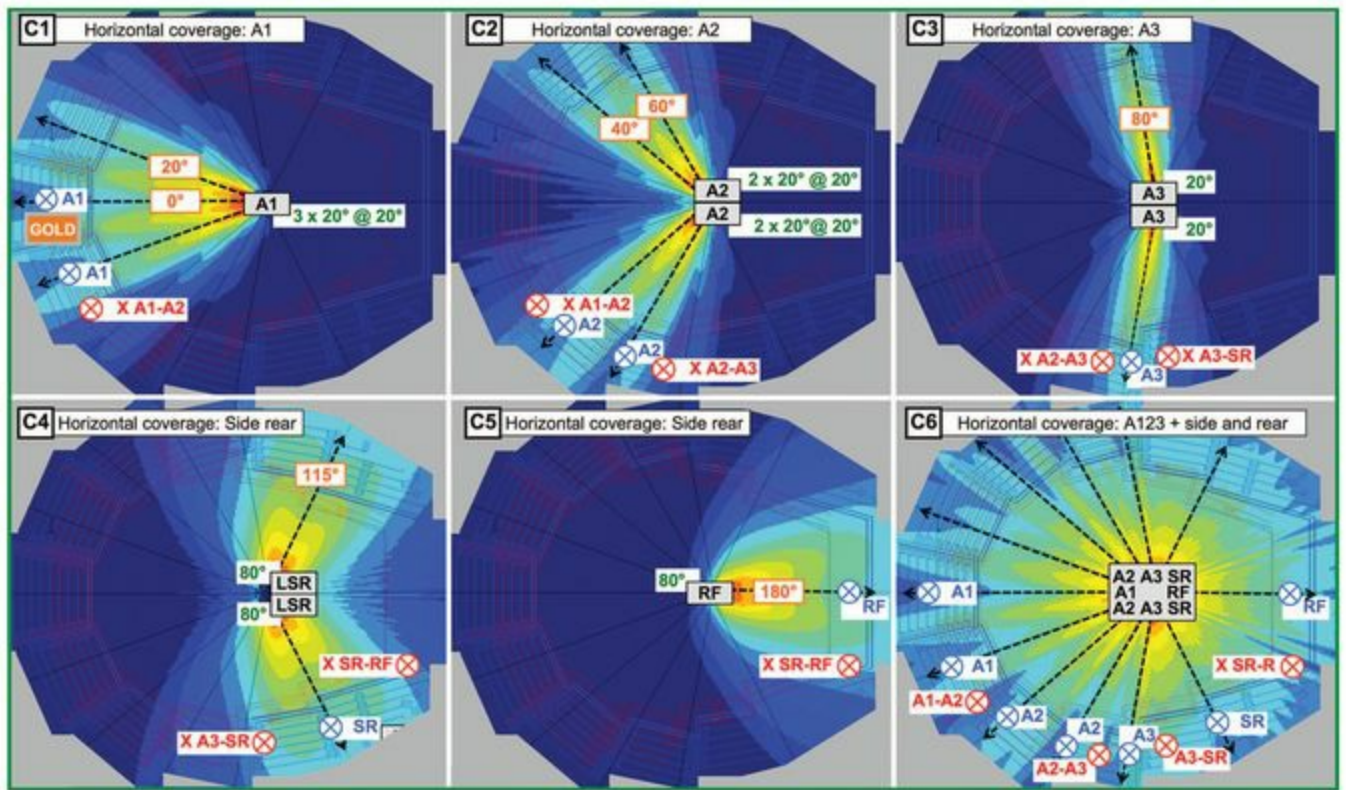 C1 Horizontal coverage: A1
20°
A1
0°
A1
3 x 20° @ 20°
GOLD
A1
X A1-A2
C2 Horizontal coverage: A2
60°
40°
2 x 20° @ 20°
A2
A2
2 x 20°@ 20°
X A1-A2
A2
A2
X A2-A3
C3 Horizontal coverage: A3
80°
20°
A3
A3
20°
X A2-A3
X A3-SR
A3
C4 Horizontal coverage: Side rear
115°
80°
LSR
LSR
80°
X SR-RF
SR
X A3-SR
C5 Horizontal coverage: Side rear
80°
RF
180°
RF
X SR-RF
C6 Horizontal coverage: A123 + side and rear
A2 A3 SR
A1 RF
A2 A3 SR
A1
RF
A1
X SR-R
A1-A2
A2
SR
A2
A3
A2-A3
A3-SR